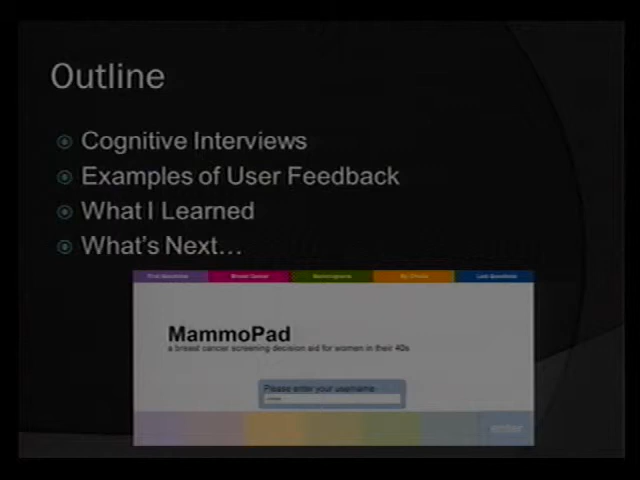 Outline
Cognitive Interviews
Examples of User Feedback
What I Learned
What's Next...
First Questions Breast Cancer Mammograms My Choice Last Questions
MammoPad
a breast cancer screening decision aid for women in their 40s
Please enter your username:
enter